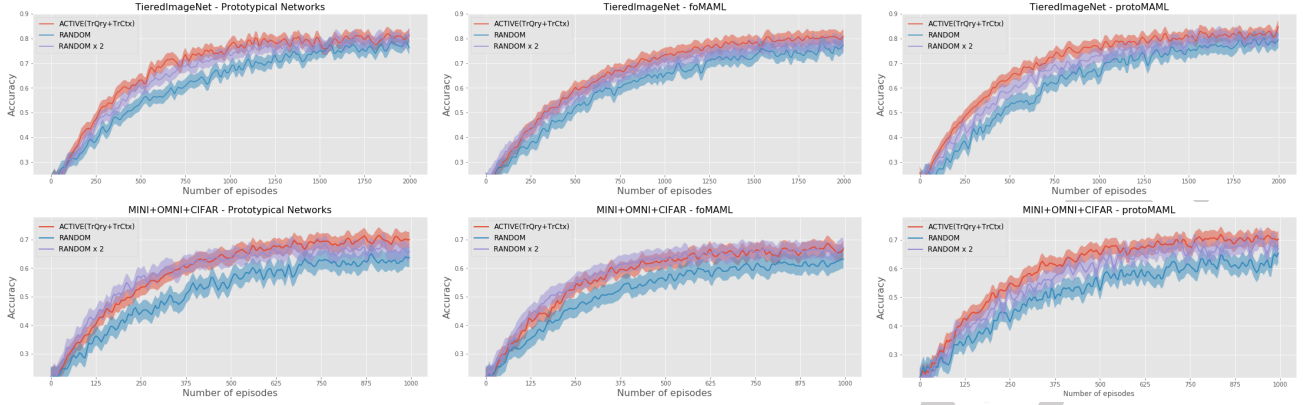 TieredImageNet - Prototypical Networks
Accuracy
0.9
0.8
0.7
0.6
0.5
0.4
0.3
ACTIVE(TrQry+TrCtx)
RANDOM
RANDOM x 2
0 250 500 750 1000 1250 1500 1750 2000
Number of episodes
TieredImageNet - foMAML
Accuracy
0.9
0.8
0.7
0.6
0.5
0.4
0.3
ACTIVE(TrQry+TrCtx)
RANDOM
RANDOM x 2
0 250 500 750 1000 1250 1500 1750 2000
Number of episodes
TieredImageNet - protoMAML
Accuracy
0.9
0.8
0.7
0.6
0.5
0.4
0.3
ACTIVE(TrQry+TrCtx)
RANDOM
RANDOM x 2
0 250 500 750 1000 1250 1500 1750 2000
Number of episodes
MINI+OMNI+CIFAR - Prototypical Networks
Accuracy
0.7
0.6
0.5
0.4
0.3
ACTIVE(TrQry+TrCtx)
RANDOM
RANDOM x 2
0 125 250 375 500 625 750 875 1000
Number of episodes
MINI+OMNI+CIFAR - foMAML
Accuracy
0.7
0.6
0.5
0.4
0.3
ACTIVE(TrQry+TrCtx)
RANDOM
RANDOM x 2
0 125 250 375 500 625 750 875 1000
Number of episodes
MINI+OMNI+CIFAR - protoMAML
Accuracy
0.7
0.6
0.5
0.4
0.3
ACTIVE(TrQry+TrCtx)
RANDOM
RANDOM x 2
0 125 250 375 500 625 750 875 1000
Number of episodes